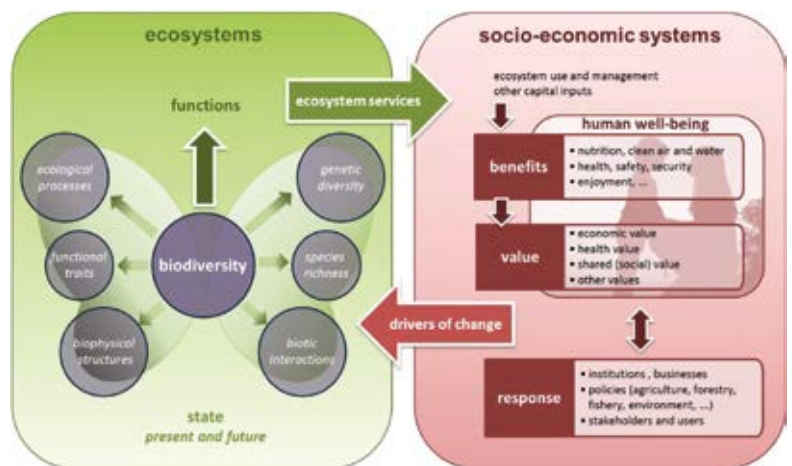 ecosystems
functions
ecological
processes
genetic
diversity
functional
traits
biodiversity
species
richness
biophysical
structures
biotic
interactions
state
present and future
ecosystem services
drivers of change
socio-economic systems
ecosystem use and management
other capital inputs
human well-being
benefits
• nutrition, clean air and water
• health, safety, security
• enjoyment, ...
value
• economic value
• health value
• shared (social) value
• other values
response
• institutions , businesses
• policies (agriculture, forestry,
fishery, environment, ...)
• stakeholders and users